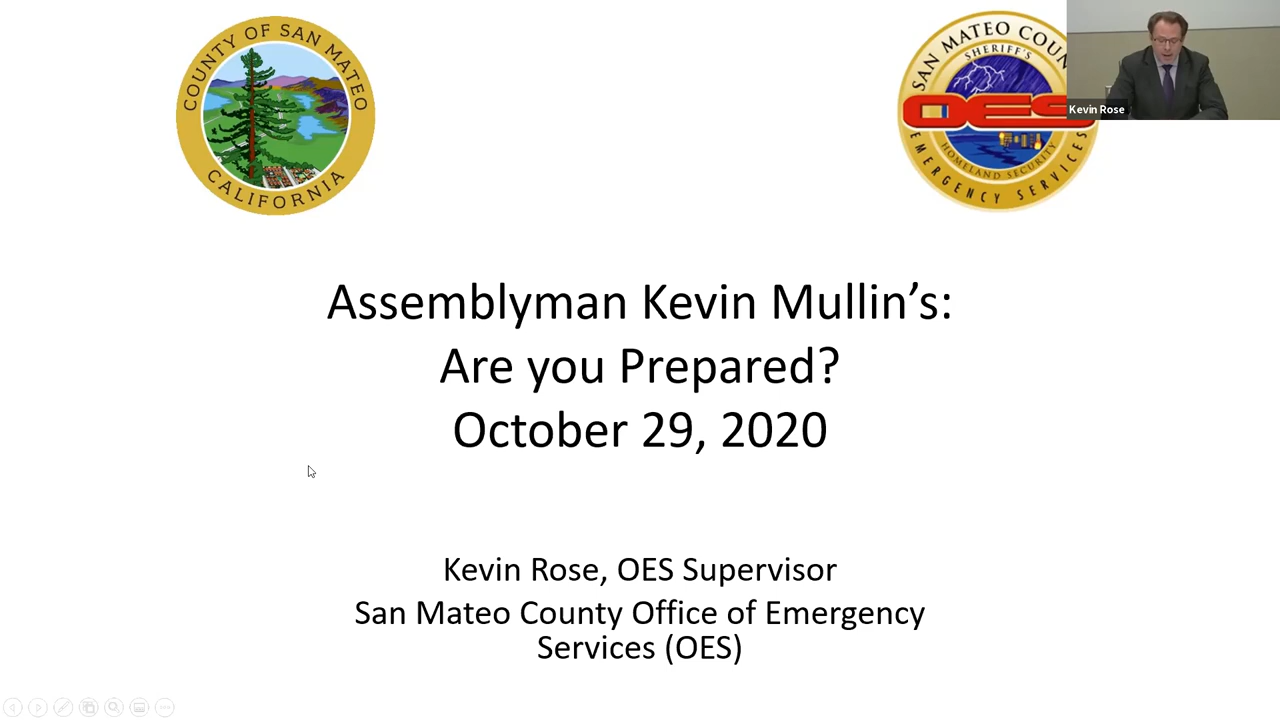 COUNTY OF SAN MATEO
CALIFORNIA
SAN MATEO COUN
SHERIFF'S
OES
HOMELAND SECURITY
EMERGENCY SERVICES
Kevin Rose
Assemblyman Kevin Mullin’s:
Are you Prepared?
October 29, 2020
Kevin Rose, OES Supervisor
San Mateo County Office of Emergency
Services (OES)